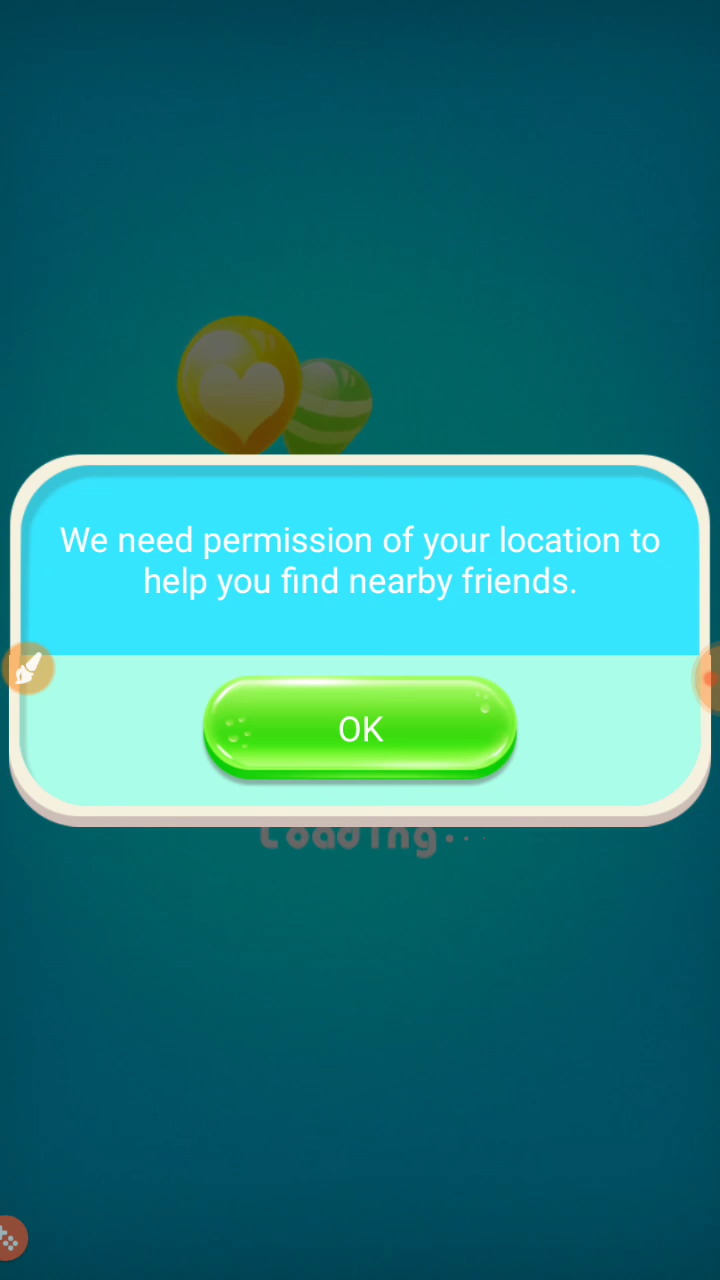 We need permission of your location to
help you find nearby friends.
OK
Loading...